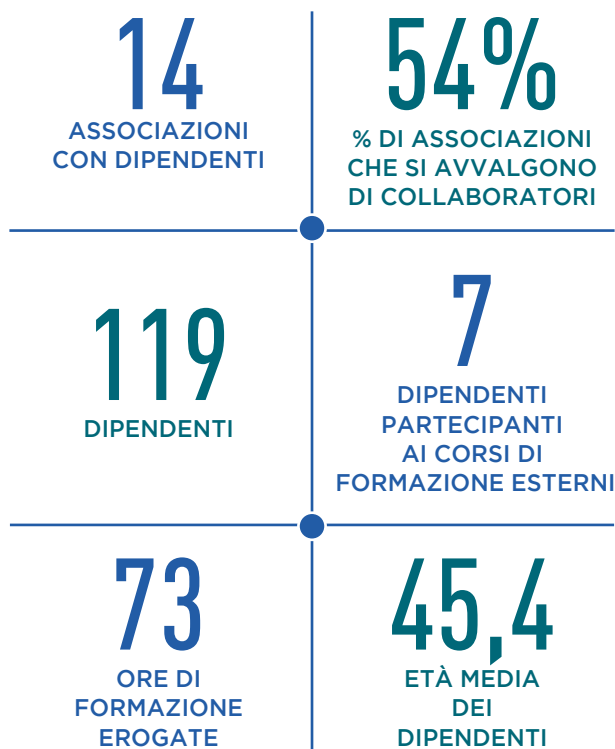 14
ASSOCIAZIONI
CON DIPENDENTI
54%
% DI ASSOCIAZIONI
CHE SI AVVALGONO
DI COLLABORATORI
119
DIPENDENTI
7
DIPENDENTI
PARTECIPANTI
AI CORSI DI
FORMAZIONE ESTERNI
73
ORE DI
FORMAZIONE
EROGATE
45,4
ETÀ MEDIA
DEI
DIPENDENTI